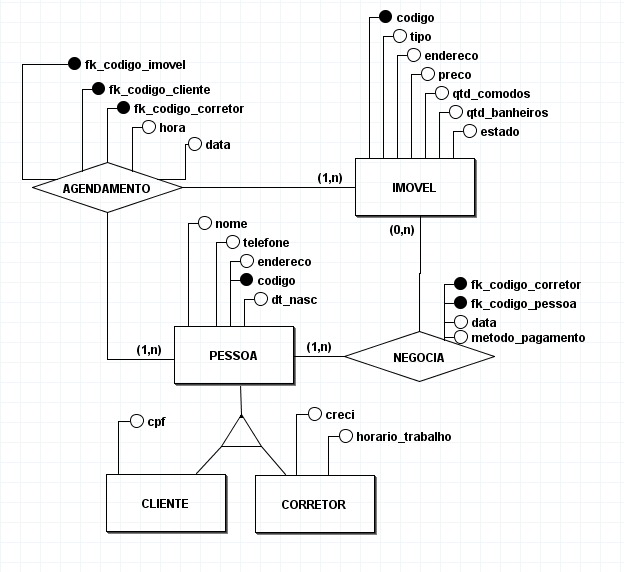 codigo
tipo
endereco
preco
qtd_comodos
qtd_banheiros
estado
fk_codigo_imovel
fk_codigo_cliente
fk_codigo_corretor
hora
data
AGENDAMENTO
(1,n)
IMOVEL
(0,n)
nome
telefone
endereco
codigo
dt_nasc
fk_codigo_corretor
fk_codigo_pessoa
data
metodo_pagamento
(1,n)
PESSOA
(1,n)
NEGOCIA
cpf
creci
horario_trabalho
CLIENTE
CORRETOR